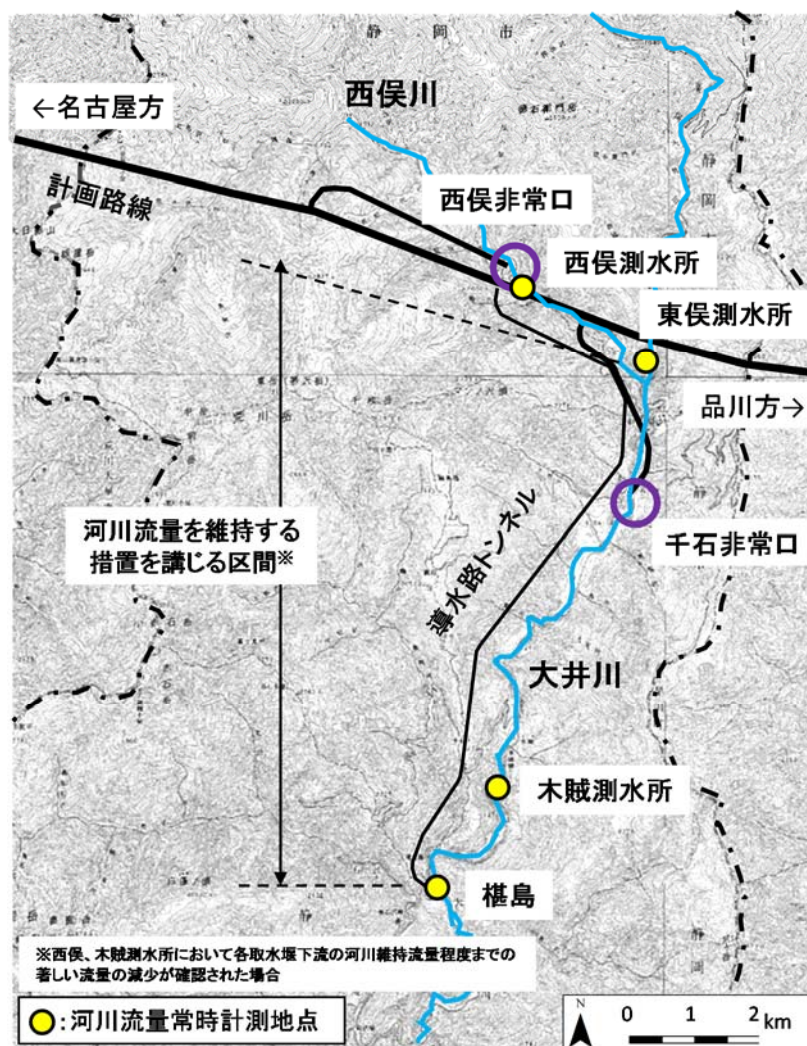 静岡市
西俣川
←名古屋方
計画路線
西俣非常口
西俣測水所
東俣測水所
品川方→
千石非常口
河川流量を維持する
措置を講じる区間※
導水路トンネル
大井川
木賊測水所
椹島
※西俣、木賊測水所において各取水堰下流の河川維持流量程度までの
著しい流量の減少が確認された場合
:河川流量常時計測地点
N
0 1 2 km